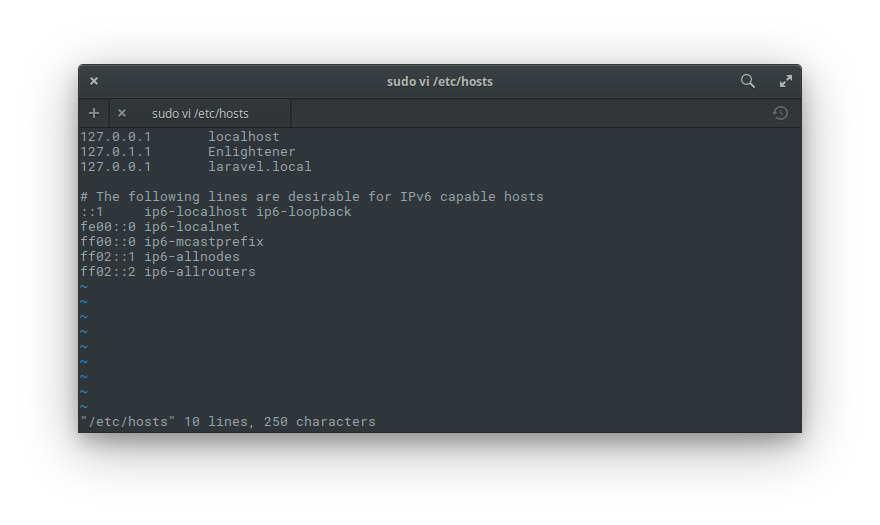 sudo vi /etc/hosts
sudo vi /etc/hosts
127.0.0.1       localhost
127.0.1.1       Enlightener
127.0.0.1       laravel.local
# The following lines are desirable for IPv6 capable hosts
::1     ip6-localhost ip6-loopback
fe00::0 ip6-localnet
ff00::0 ip6-mcastprefix
ff02::1 ip6-allnodes
ff02::2 ip6-allrouters
~
~
~
~
~
~
~
~
~
"/etc/hosts" 10 lines, 250 characters